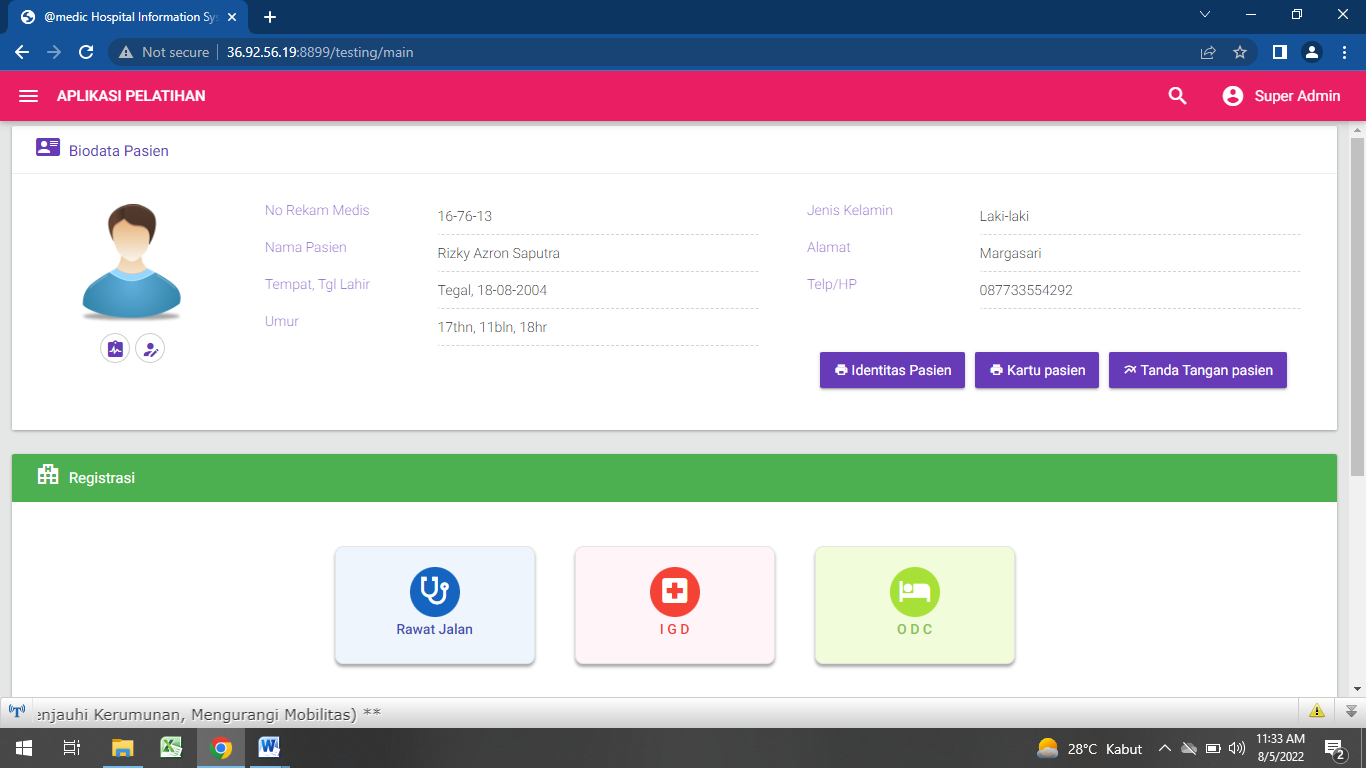 @medic Hospital Information Sys
Not secure
36.92.56.19:8899/testing/main
APLIKASI PELATIHAN
Super Admin
Biodata Pasien
No Rekam Medis
16-76-13
Nama Pasien
Rizky Azron Saputra
Tempat, Tgl Lahir
Tegal, 18-08-2004
Umur
17thn, 11bln, 18hr
Jenis Kelamin
Laki-laki
Alamat
Margasari
Telp/HP
087733554292
Identitas Pasien
Kartu pasien
Tanda Tangan pasien
Registrasi
Rawat Jalan
I G D
O D C
enjauhi Kerumunan, Mengurangi Mobilitas) **
28°C Kabut
11:33 AM
8/5/2022
2